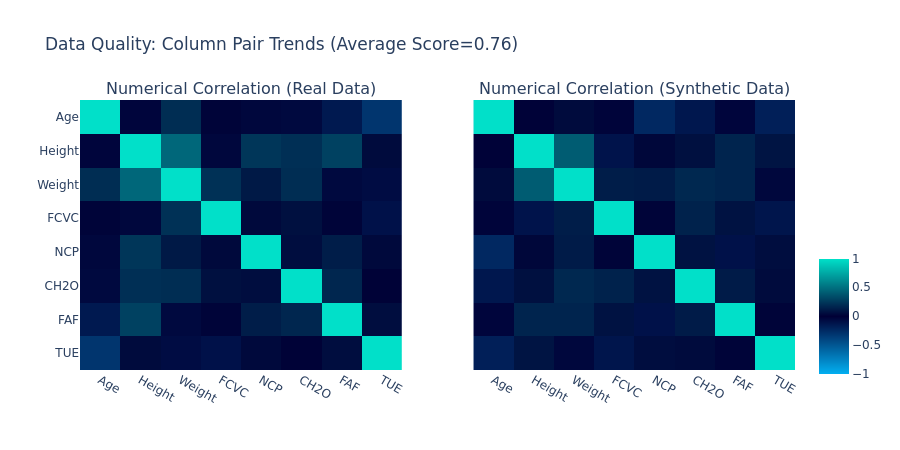 Data Quality: Column Pair Trends (Average Score=0.76)
Numerical Correlation (Real Data)
Numerical Correlation (Synthetic Data)
Age
Height
Weight
FCVC
NCP
CH2O
FAF
TUE
Age
Height
Weight
FCVC
NCP
CH2O
FAF
TUE
Age
Height
Weight
FCVC
NCP
CH2O
FAF
TUE
1
0.5
0
−0.5
−1